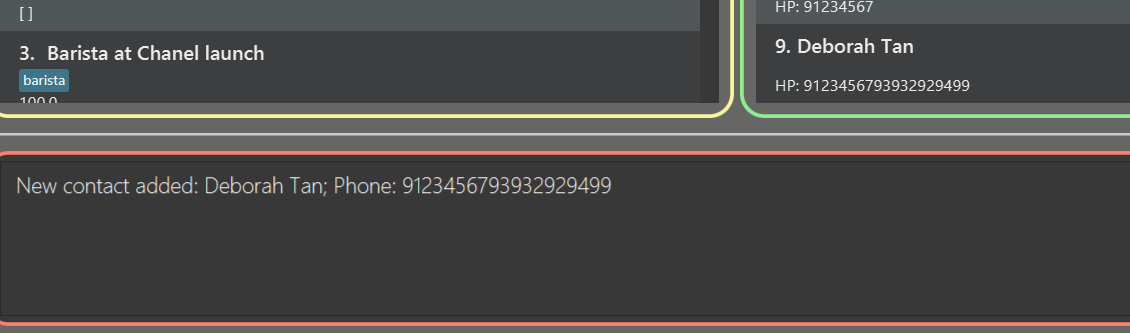 [ ]
3. Barista at Chanel launch
barista
100.0
HP: 91234567
9. Deborah Tan
HP: 9123456793932929499
New contact added: Deborah Tan; Phone: 9123456793932929499